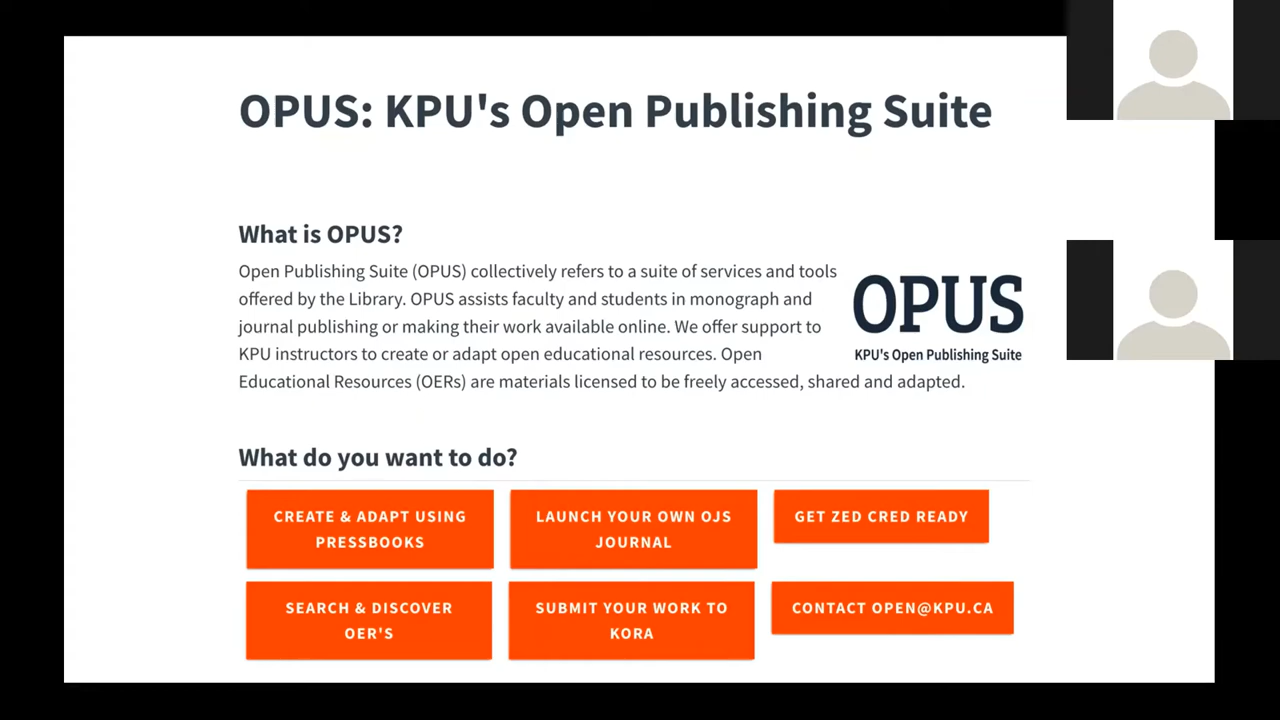 OPUS: KPU's Open Publishing Suite
What is OPUS?
Open Publishing Suite (OPUS) collectively refers to a suite of services and tools
offered by the Library. OPUS assists faculty and students in monograph and
journal publishing or making their work available online. We offer support to
KPU instructors to create or adapt open educational resources. Open
Educational Resources (OERs) are materials licensed to be freely accessed, shared and adapted.
OPUS
KPU's Open Publishing Suite
What do you want to do?
CREATE & ADAPT USING
PRESSBOOKS
LAUNCH YOUR OWN OJS
JOURNAL
GET ZED CRED READY
SEARCH & DISCOVER
OER'S
SUBMIT YOUR WORK TO
KORA
CONTACT OPEN@KPU.CA